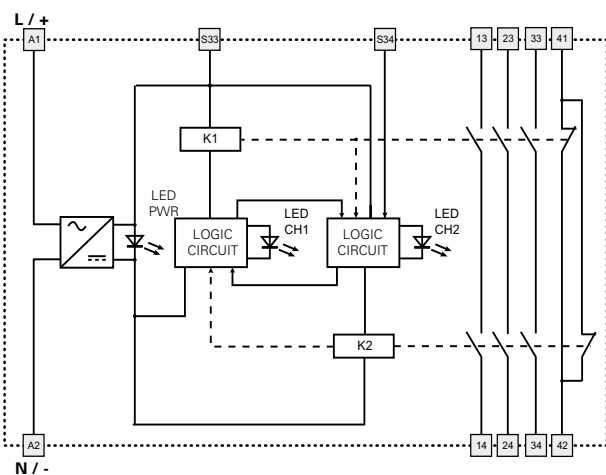 L / +
A1
S33
S34
13
23
33
41
K1
LED
PWR
LOGIC
CIRCUIT
LED
CH1
LOGIC
CIRCUIT
LED
CH2
K2
A2
14
24
34
42
N / -